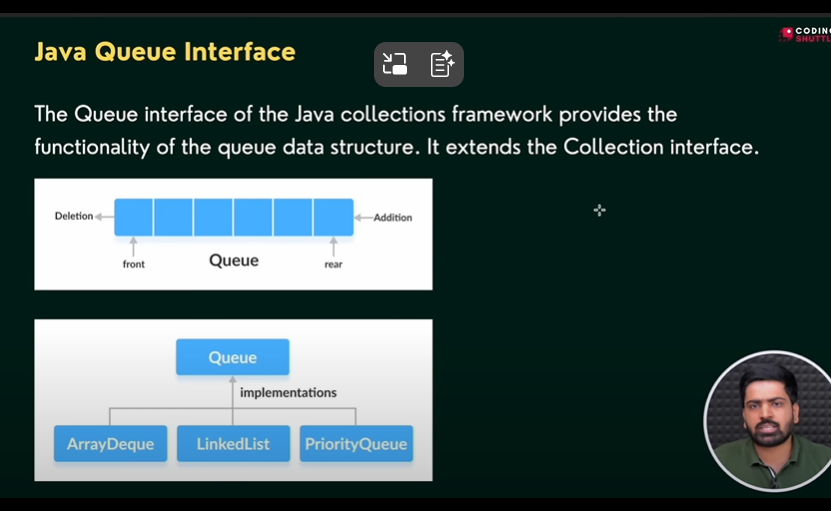 Java Queue Interface
CODING
SHUTTL
The Queue interface of the Java collections framework provides the
functionality of the queue data structure. It extends the Collection interface.
Deletion
Addition
front
Queue
rear
Queue
implementations
ArrayDeque
LinkedList
PriorityQueue